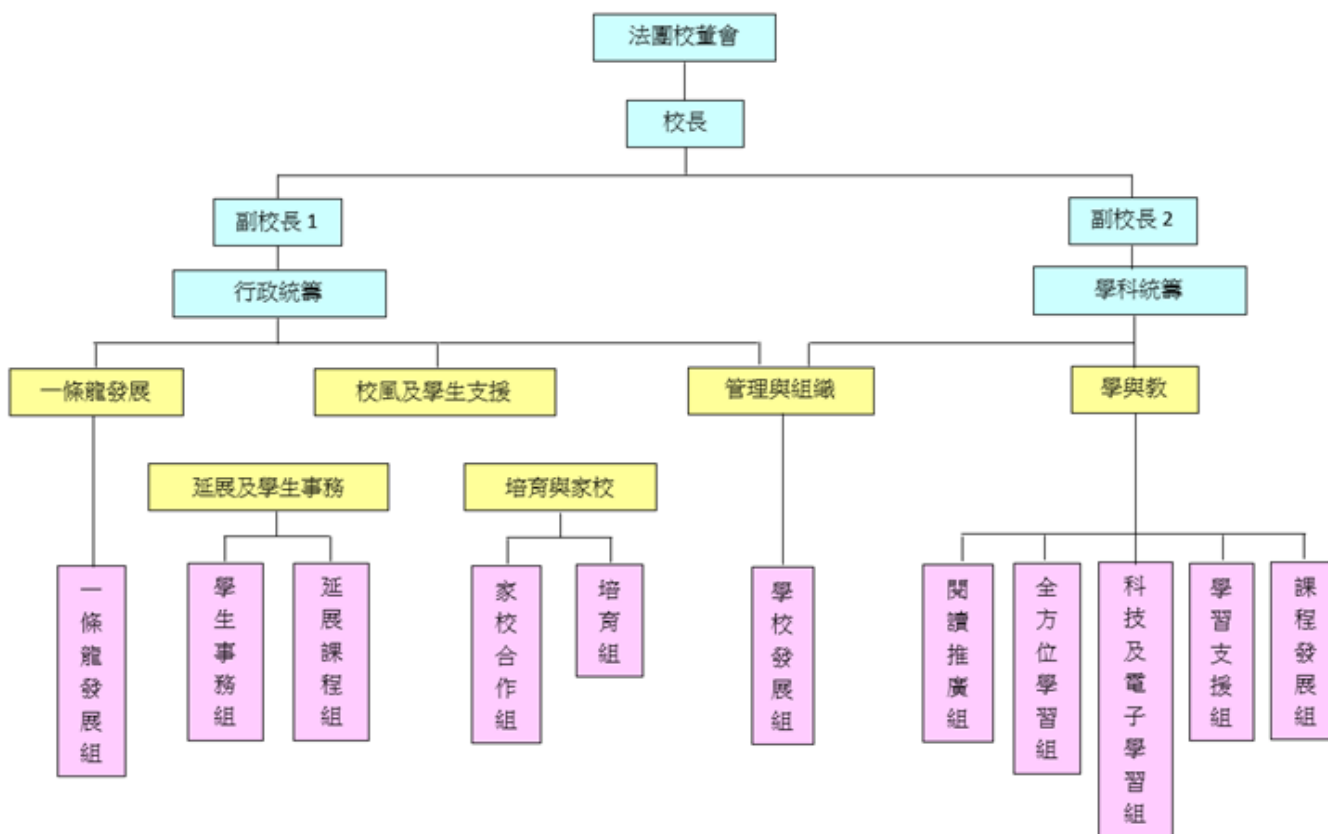 法團校董會
校長
副校長 1
副校長 2
行政統籌
學科統籌
一條龍發展
校風及學生支援
管理與組織
學與教
延展及學生事務
培育與家校
一條龍發展組
學生事務組
延展課程組
家校合作組
培育組
學校發展組
閱讀推廣組
全方位學習組
科技及電子學習組
學習支援組
課程發展組